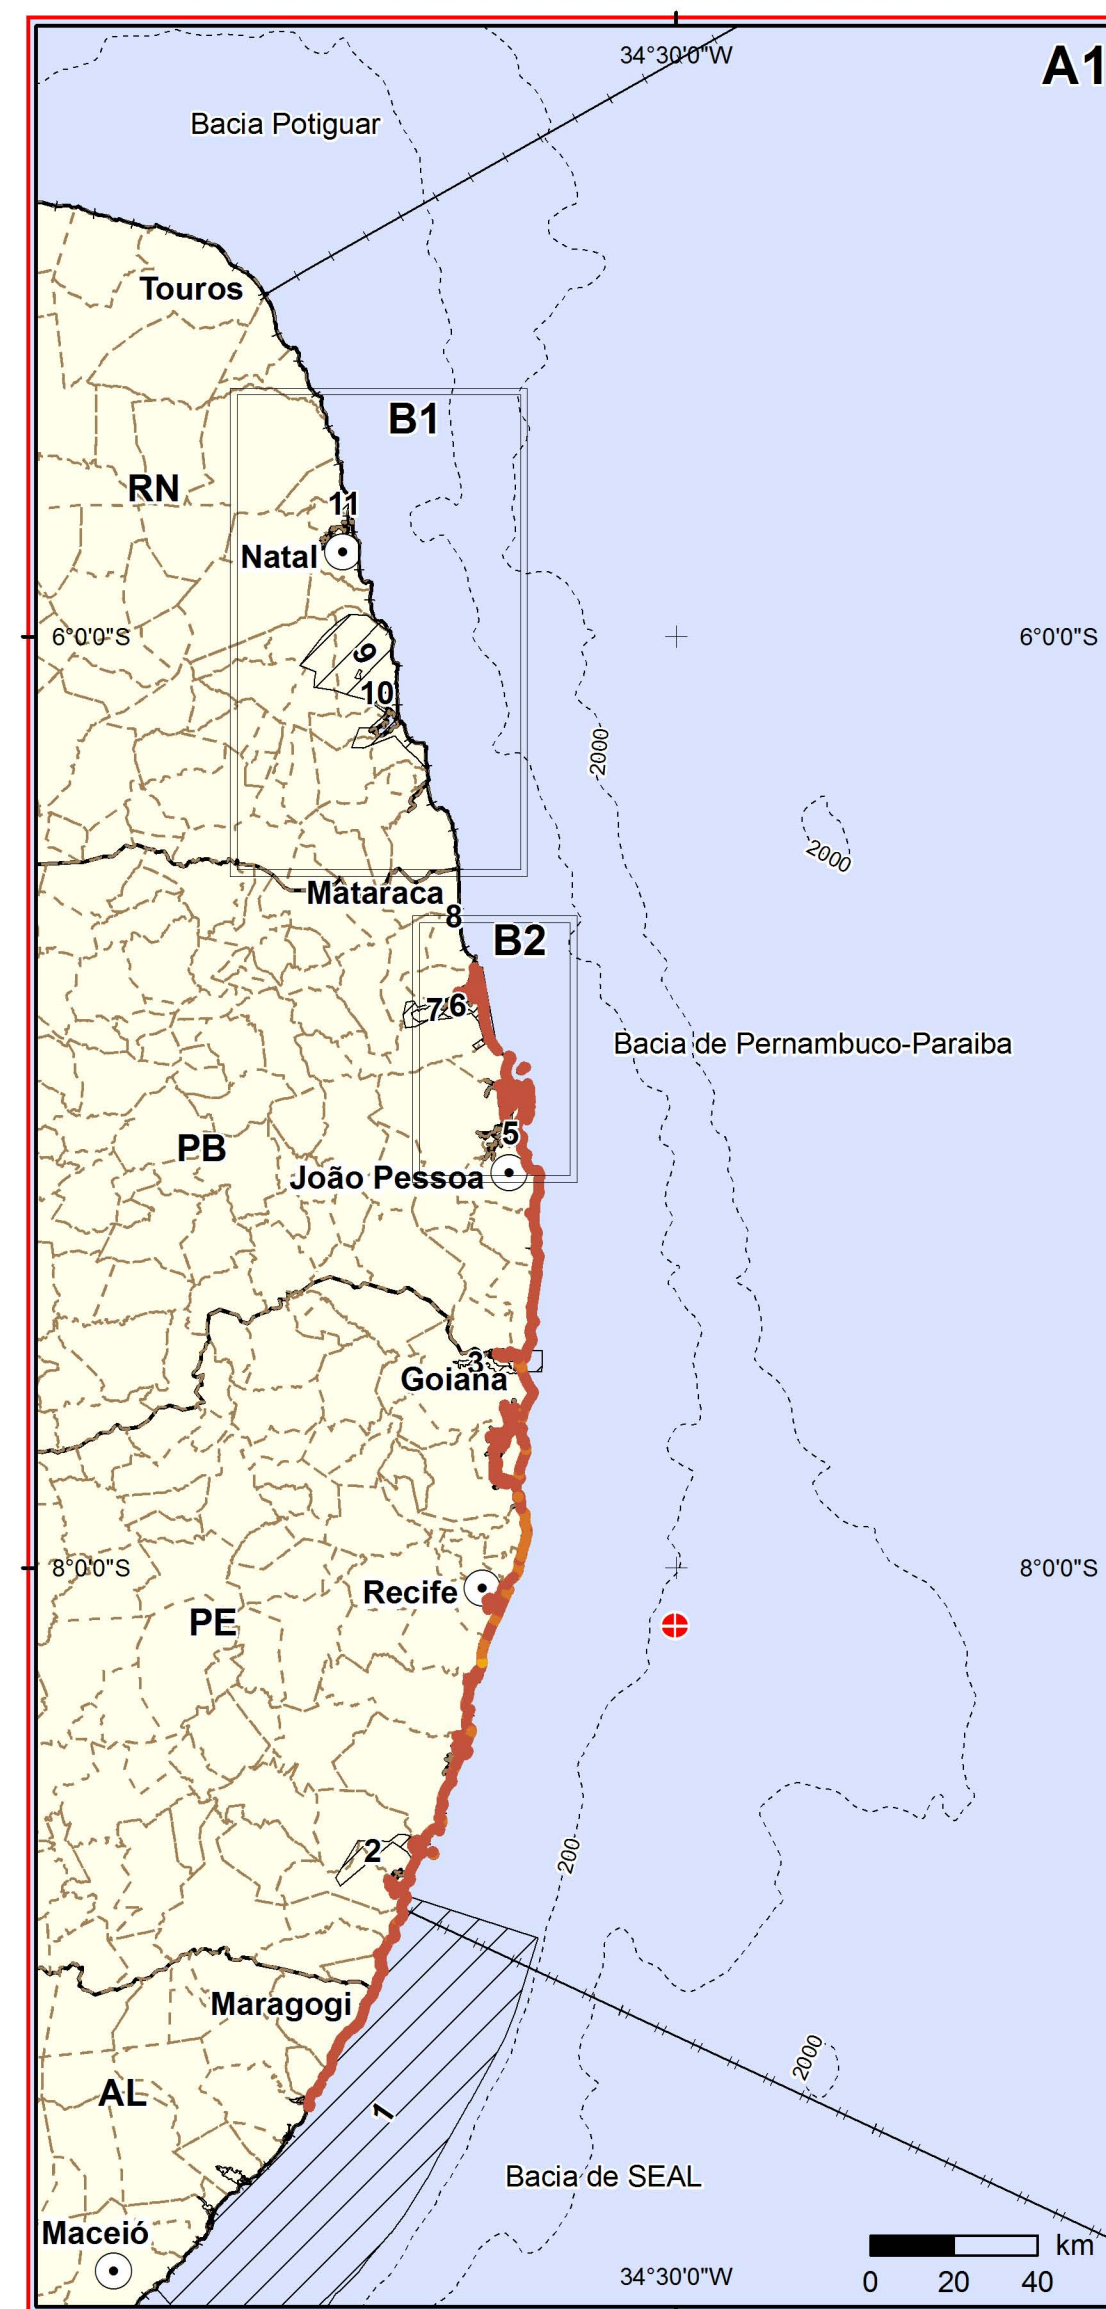 34°30'0"W
A1
Bacia Potiguar
Touros
B1
RN
11
Natal
6°0'0"S
6°0'0"S
9
10
2000
2000
Mataraca
8
B2
7
6
Bacia de Pernambuco-Paraiba
5
PB
João Pessoa
3
Goiana
8°0'0"S
8°0'0"S
Recife
PE
2
200
Maragogi
2000
AL
1
Bacia de SEAL
Maceió
km
34°30'0"W
0 20 40